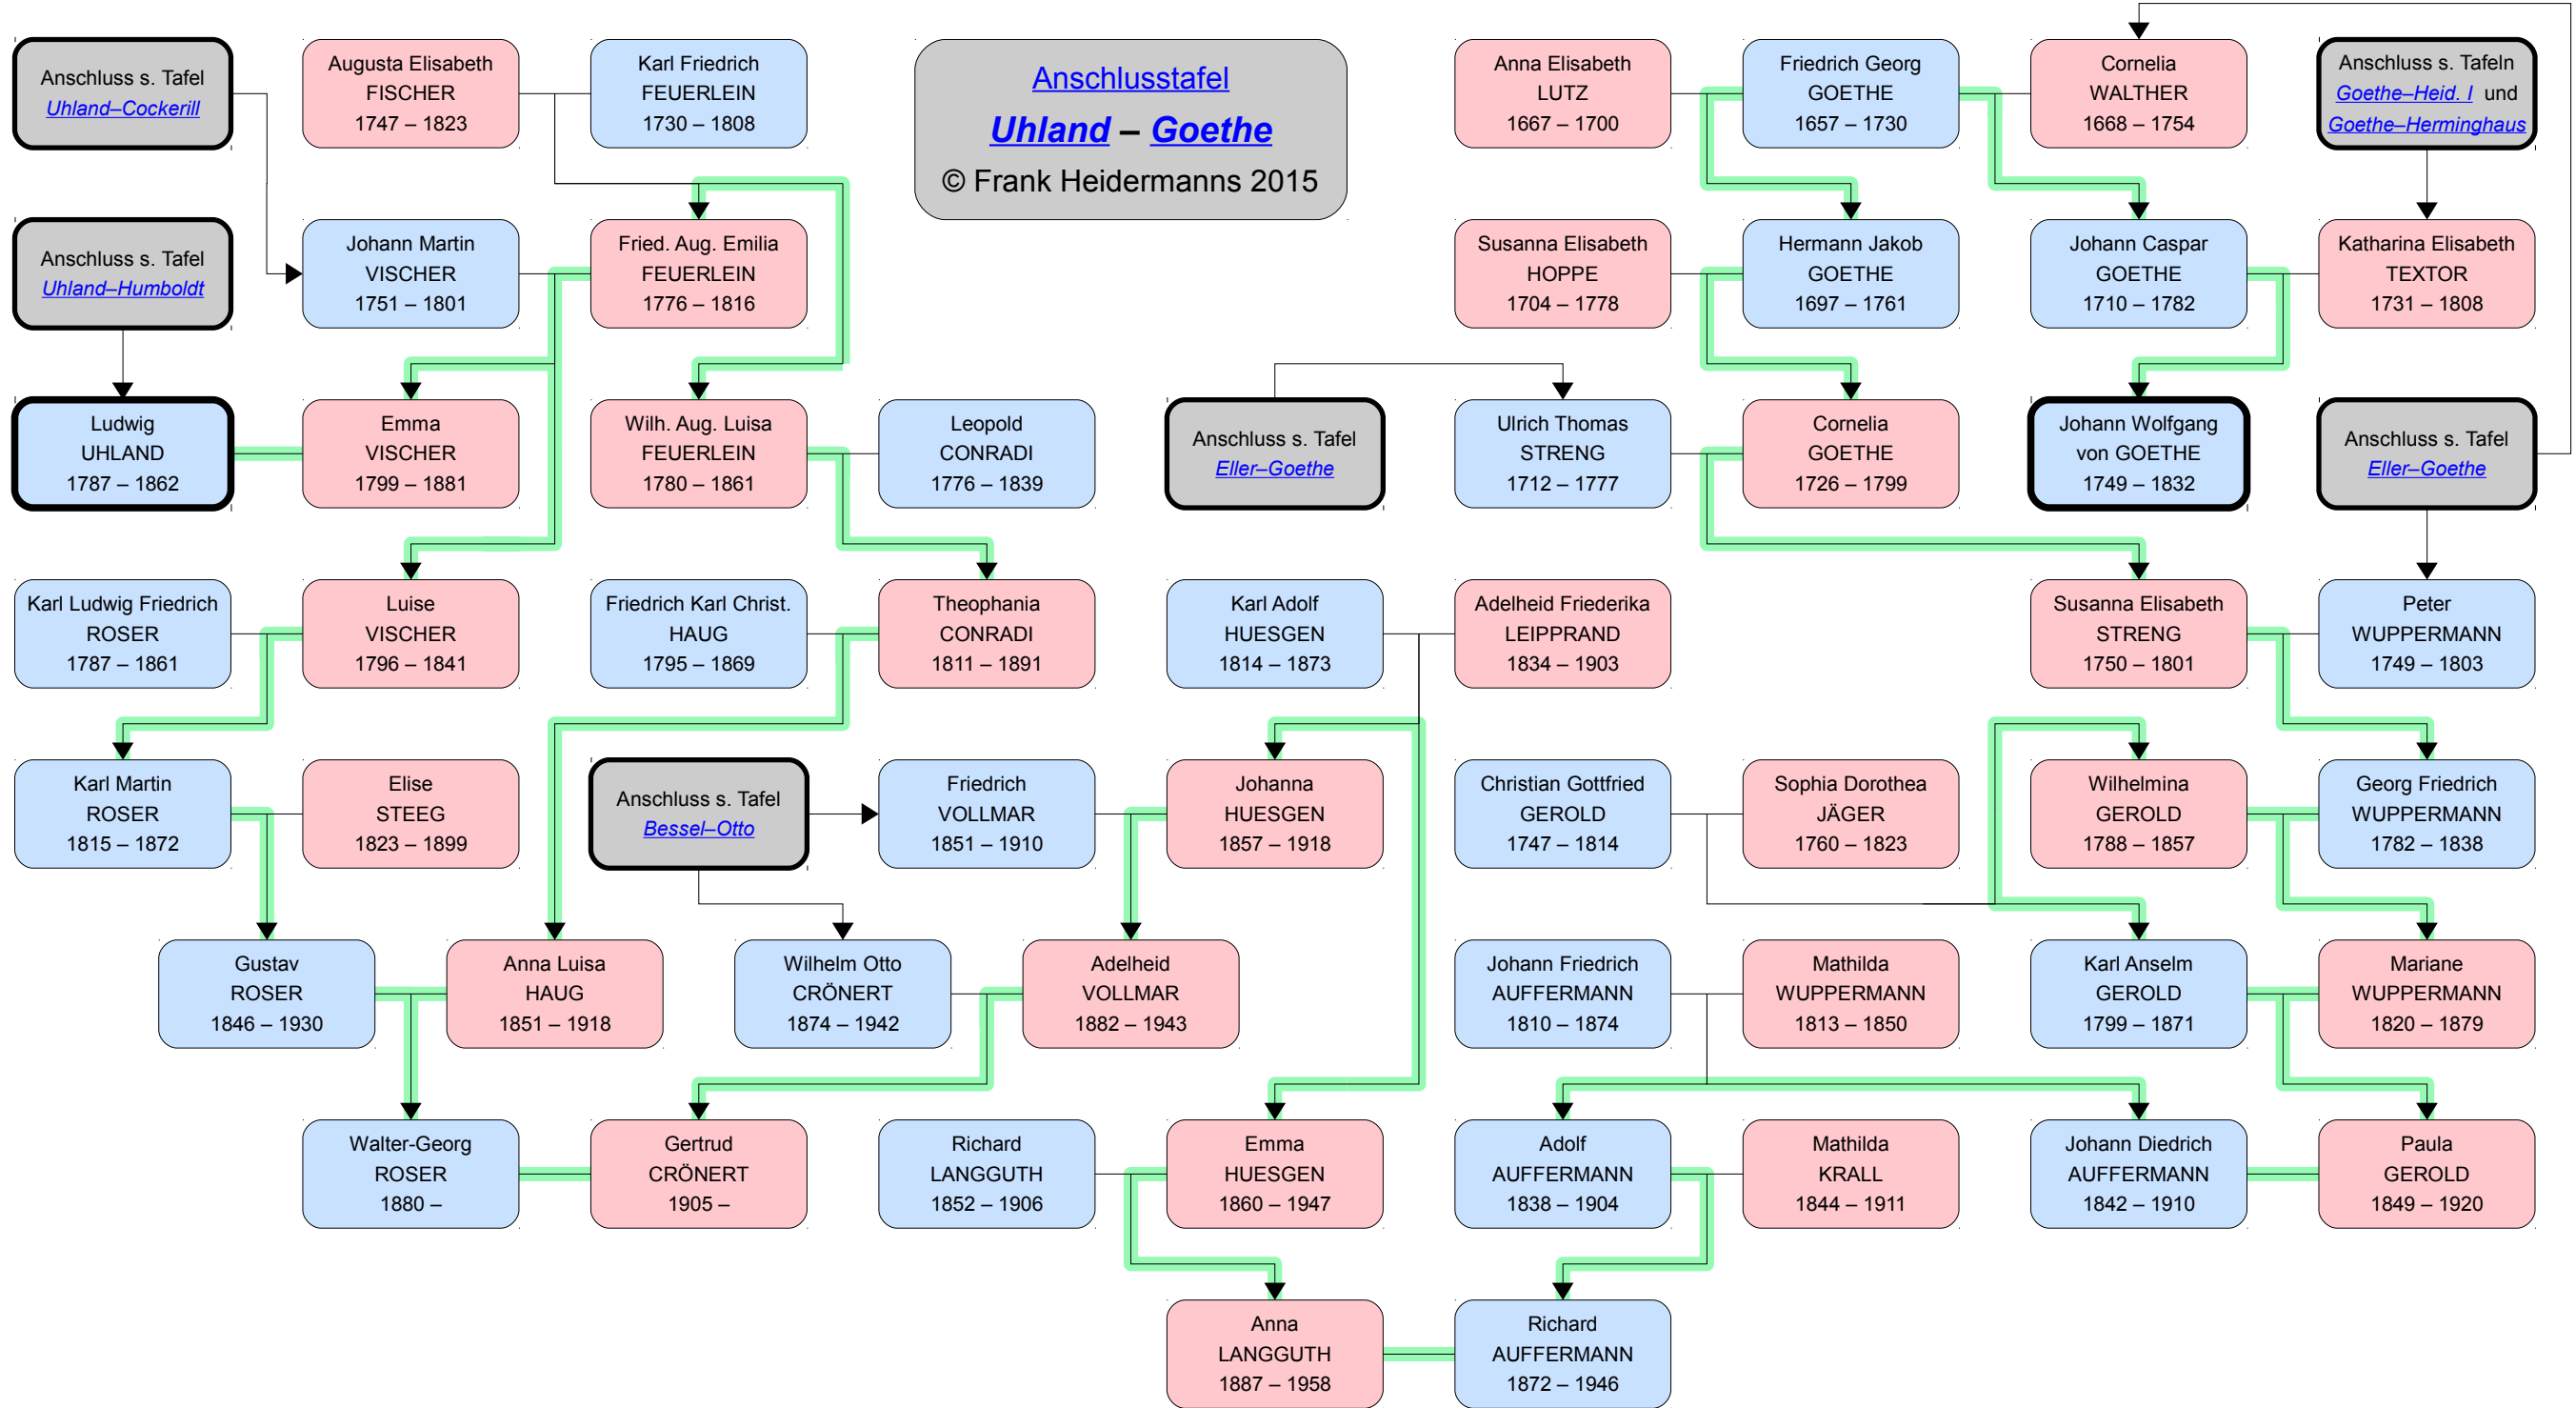 Anschluss s. Tafel
Uhland–Cockerill
Augusta Elisabeth
FISCHER
1747 – 1823
Karl Friedrich
FEUERLEIN
1730 – 1808
Anschlusstafel
Uhland – Goethe
© Frank Heidermanns 2015
Anna Elisabeth
LUTZ
1667 – 1700
Friedrich Georg
GOETHE
1657 – 1730
Cornelia
WALTHER
1668 – 1754
Anschluss s. Tafeln
Goethe–Heid. I und
Goethe–Herminghaus
Anschluss s. Tafel
Uhland–Humboldt
Johann Martin
VISCHER
1751 – 1801
Fried. Aug. Emilia
FEUERLEIN
1776 – 1816
Susanna Elisabeth
HOPPE
1704 – 1778
Hermann Jakob
GOETHE
1697 – 1761
Johann Caspar
GOETHE
1710 – 1782
Katharina Elisabeth
TEXTOR
1731 – 1808
Ludwig
UHLAND
1787 – 1862
Emma
VISCHER
1799 – 1881
Wilh. Aug. Luisa
FEUERLEIN
1780 – 1861
Leopold
CONRADI
1776 – 1839
Anschluss s. Tafel
Eller–Goethe
Ulrich Thomas
STRENG
1712 – 1777
Cornelia
GOETHE
1726 – 1799
Johann Wolfgang
von GOETHE
1749 – 1832
Anschluss s. Tafel
Eller–Goethe
Karl Ludwig Friedrich
ROSER
1787 – 1861
Luise
VISCHER
1796 – 1841
Friedrich Karl Christ.
HAUG
1795 – 1869
Theophania
CONRADI
1811 – 1891
Karl Adolf
HUESGEN
1814 – 1873
Adelheid Friederika
LEIPPRAND
1834 – 1903
Susanna Elisabeth
STRENG
1750 – 1801
Peter
WUPPERMANN
1749 – 1803
Karl Martin
ROSER
1815 – 1872
Elise
STEEG
1823 – 1899
Anschluss s. Tafel
Bessel–Otto
Friedrich
VOLLMAR
1851 – 1910
Johanna
HUESGEN
1857 – 1918
Christian Gottfried
GEROLD
1747 – 1814
Sophia Dorothea
JÄGER
1760 – 1823
Wilhelmina
GEROLD
1788 – 1857
Georg Friedrich
WUPPERMANN
1782 – 1838
Gustav
ROSER
1846 – 1930
Anna Luisa
HAUG
1851 – 1918
Wilhelm Otto
CRÖNERT
1874 – 1942
Adelheid
VOLLMAR
1882 – 1943
Johann Friedrich
AUFFERMANN
1810 – 1874
Mathilda
WUPPERMANN
1813 – 1850
Karl Anselm
GEROLD
1799 – 1871
Mariane
WUPPERMANN
1820 – 1879
Walter-Georg
ROSER
1880 –
Gertrud
CRÖNERT
1905 –
Richard
LANGGUTH
1852 – 1906
Emma
HUESGEN
1860 – 1947
Adolf
AUFFERMANN
1838 – 1904
Mathilda
KRALL
1844 – 1911
Johann Diedrich
AUFFERMANN
1842 – 1910
Paula
GEROLD
1849 – 1920
Anna
LANGGUTH
1887 – 1958
Richard
AUFFERMANN
1872 – 1946